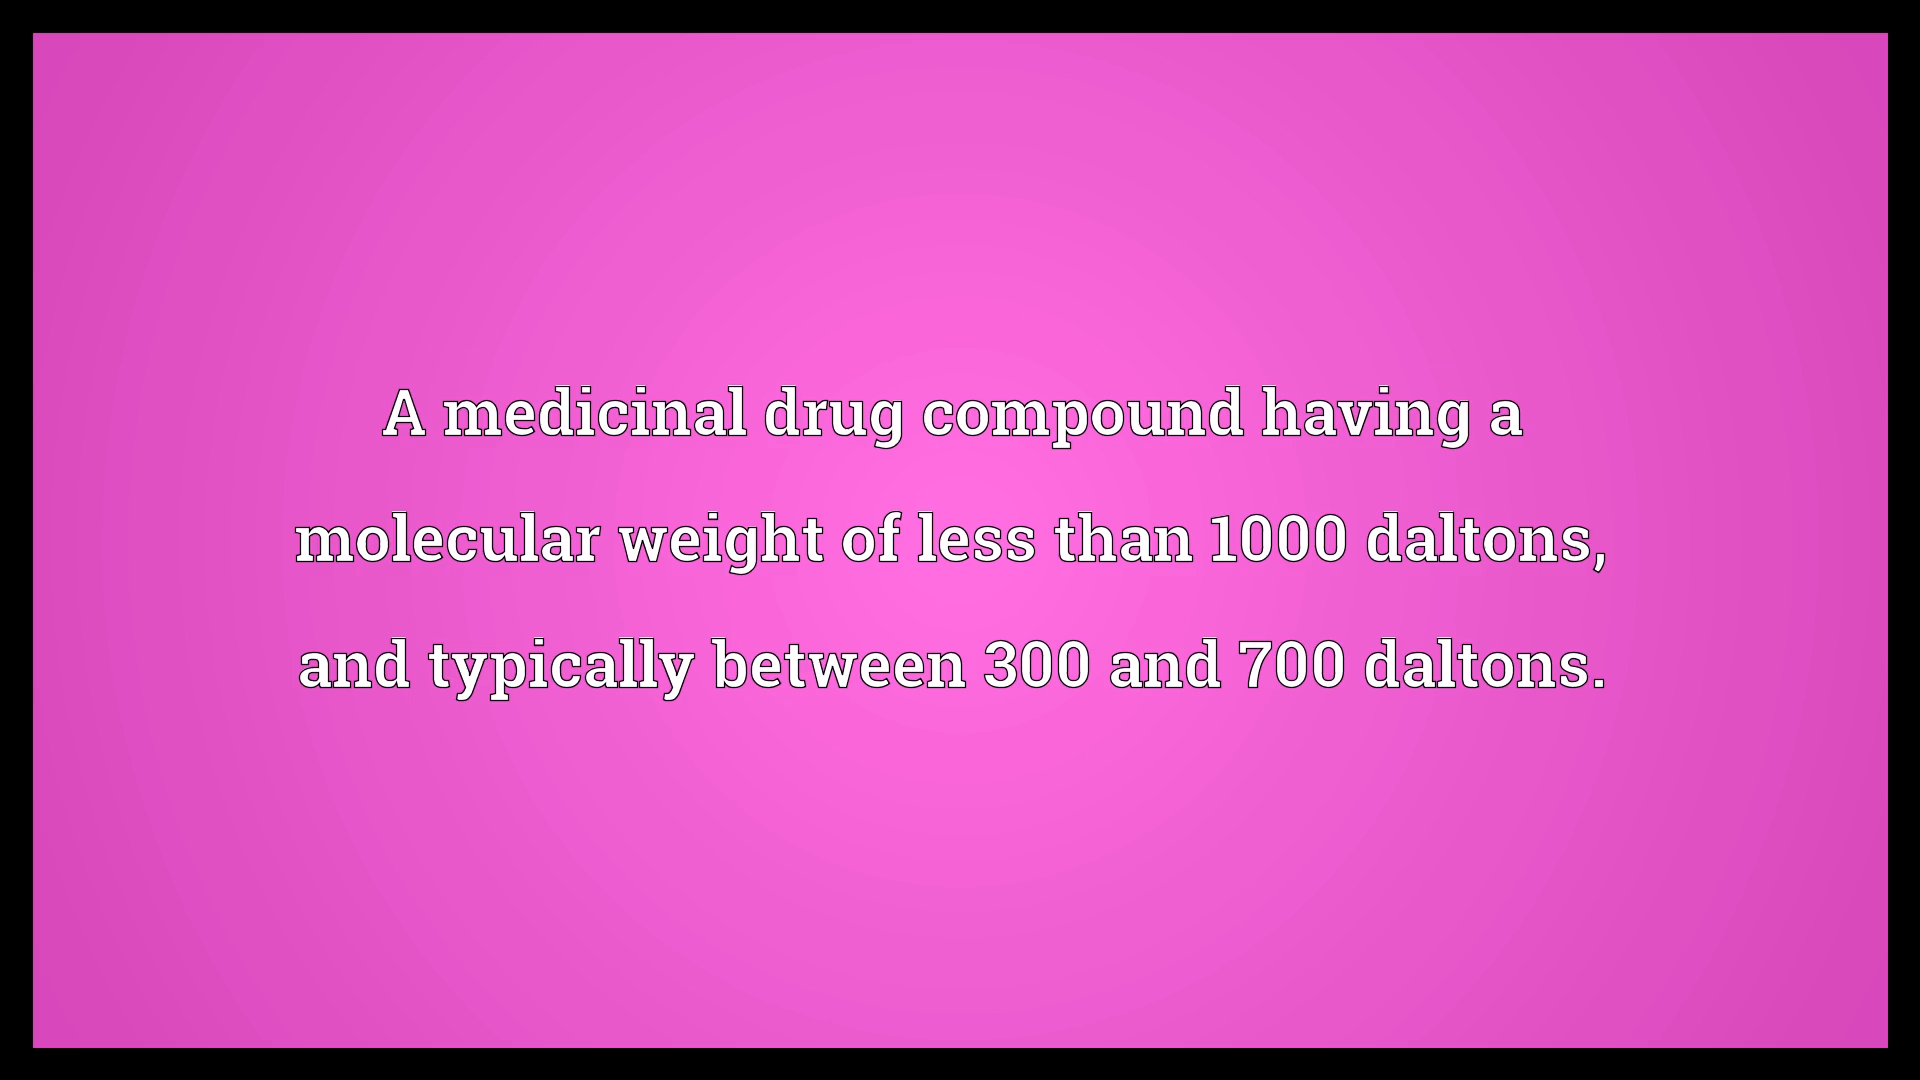 A medicinal drug compound having a
molecular weight of less than 1000 daltons,
and typically between 300 and 700 daltons.